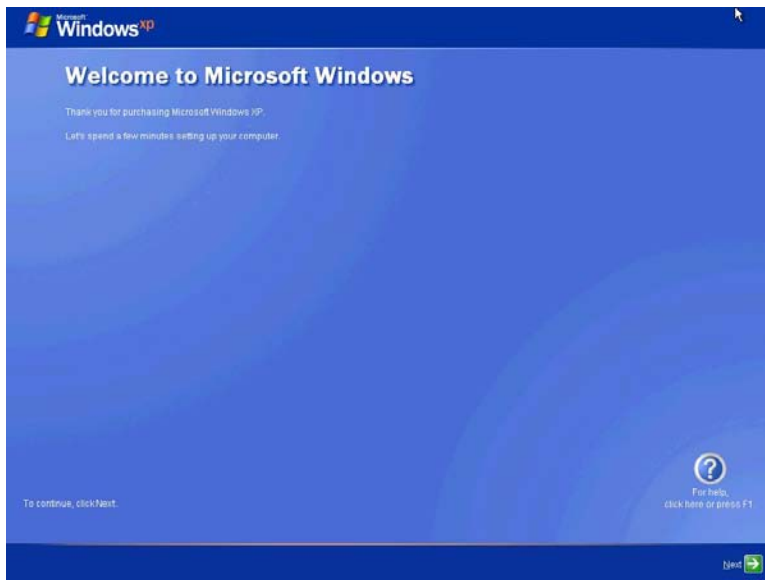 Microsoft
Windows xp
Welcome to Microsoft Windows
Thank you for purchasing Microsoft Windows XP.
Let's spend a few minutes setting up your computer.
For help,
click here or press F1
To continue, click Next.
Next